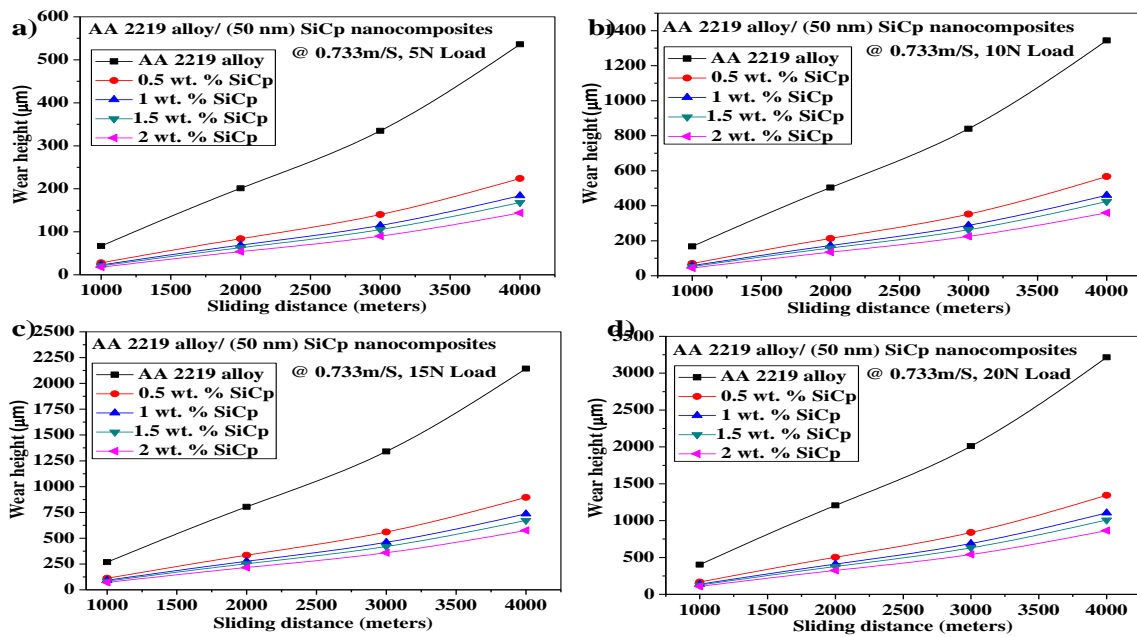 a)
AA 2219 alloy/ (50 nm) SiCp nanocomposites
@ 0.733m/S, 5N Load
AA 2219 alloy
0.5 wt. % SiCp
1 wt. % SiCp
1.5 wt. % SiCp
2 wt. % SiCp
Wear height (µm)
600
500
400
300
200
100
0
1000 1500 2000 2500 3000 3500 4000
Sliding distance (meters)
b)
AA 2219 alloy/ (50 nm) SiCp nanocomposites
@ 0.733m/S, 10N Load
AA 2219 alloy
0.5 wt. % SiCp
1 wt. % SiCp
1.5 wt. % SiCp
2 wt. % SiCp
Wear height (µm)
1400
1200
1000
800
600
400
200
0
1000 1500 2000 2500 3000 3500 4000
Sliding distance (meters)
c)
AA 2219 alloy/ (50 nm) SiCp nanocomposites
@ 0.733m/S, 15N Load
AA 2219 alloy
0.5 wt. % SiCp
1 wt. % SiCp
1.5 wt. % SiCp
2 wt. % SiCp
Wear height (µm)
2500
2250
2000
1750
1500
1250
1000
750
500
250
0
1000 1500 2000 2500 3000 3500 4000
Sliding distance (meters)
d)
AA 2219 alloy/ (50 nm) SiCp nanocomposites
@ 0.733m/S, 20N Load
AA 2219 alloy
0.5 wt. % SiCp
1 wt. % SiCp
1.5 wt. % SiCp
2 wt. % SiCp
Wear height (µm)
3500
3000
2500
2000
1500
1000
500
0
1000 1500 2000 2500 3000 3500 4000
Sliding distance (meters)